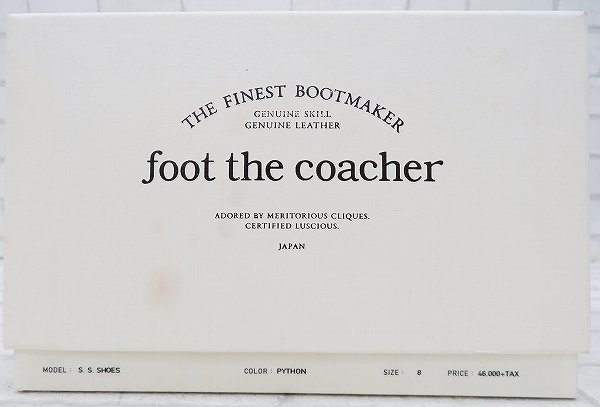 THE FINEST BOOTMAKER
GENUINE SKILL
GENUINE LEATHER
foot the coacher
ADORED BY MERITORIOUS CLIQUES.
CERTIFIED LUSCIOUS.
JAPAN
MODEL : S. S. SHOES COLOR : PYTHON SIZE : 8 PRICE : 46,000+TAX